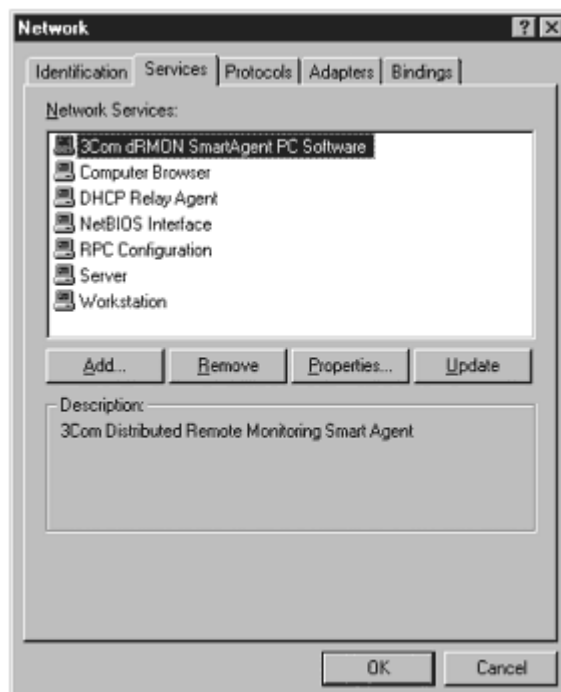 Network
Identification Services Protocols Adapters Bindings
Network Services:
3Com dRMON SmartAgent PC Software
Computer Browser
DHCP Relay Agent
NetBIOS Interface
RPC Configuration
Server
Workstation
Add... Remove Properties... Update
Description:
3Com Distributed Remote Monitoring Smart Agent
OK Cancel